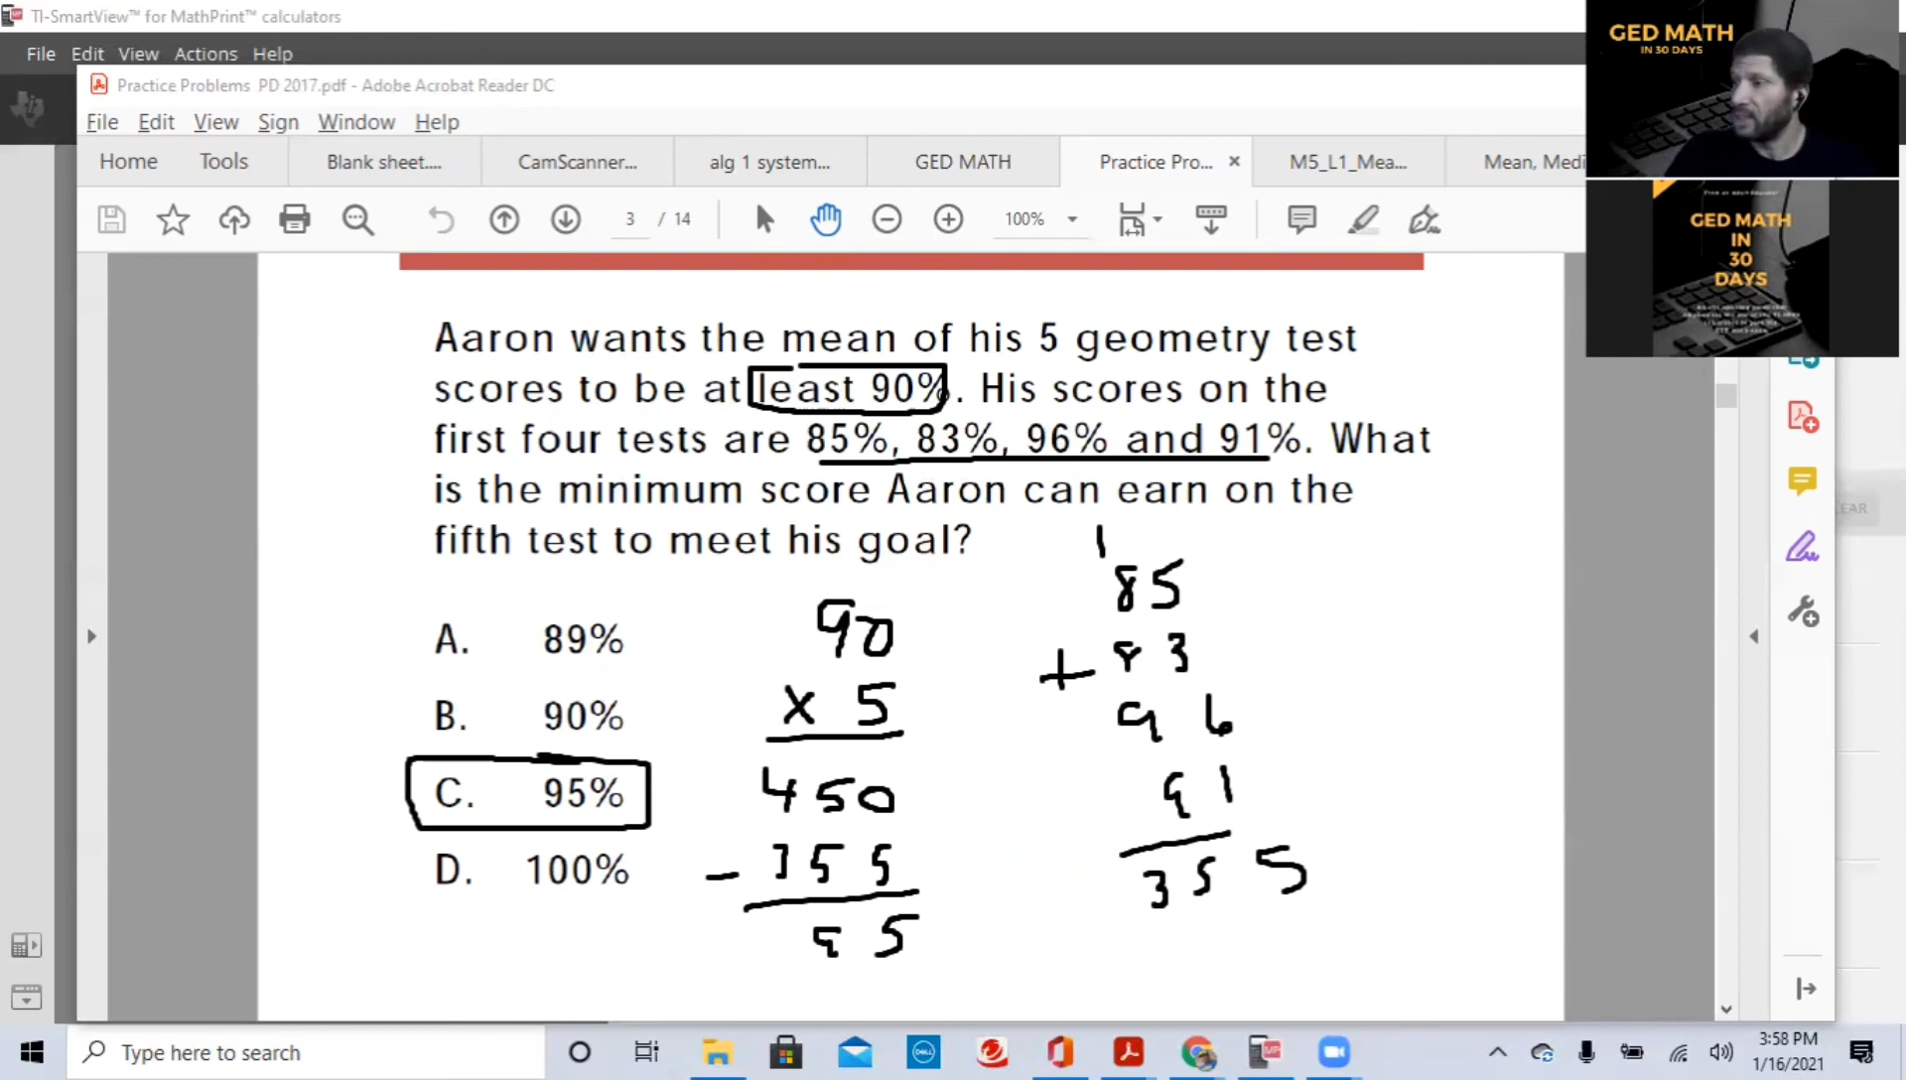 TI-SmartView™ for MathPrint™ calculators
File Edit View Actions Help
Practice Problems PD 2017.pdf - Adobe Acrobat Reader DC
File Edit View Sign Window Help
Home Tools Blank sheet.... CamScanner... alg 1 system... GED MATH Practice Pro... × M5_L1_Mea... Mean, Medi
3 / 14 100%
GED MATH
IN 30 DAYS
GED MATH
IN
30
DAYS
Aaron wants the mean of his 5 geometry test
scores to be at least 90%. His scores on the
first four tests are 85%, 83%, 96% and 91%. What
is the minimum score Aaron can earn on the
fifth test to meet his goal?
A. 89%
B. 90%
C. 95%
D. 100%
90
x 5
450
- 355
95
1
85
+ 83
96
91
355
EAR
Type here to search
DELL
3:58 PM
1/16/2021